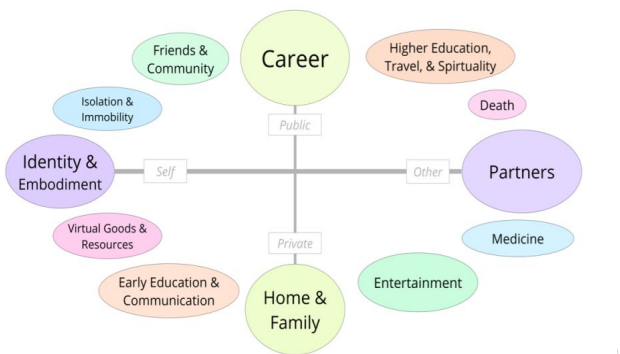 Friends &
Community
Career
Higher Education,
Travel, & Spirtuality
Isolation &
Immobility
Death
Public
Identity &
Embodiment
Self
Other
Partners
Virtual Goods &
Resources
Private
Medicine
Early Education &
Communication
Home &
Family
Entertainment